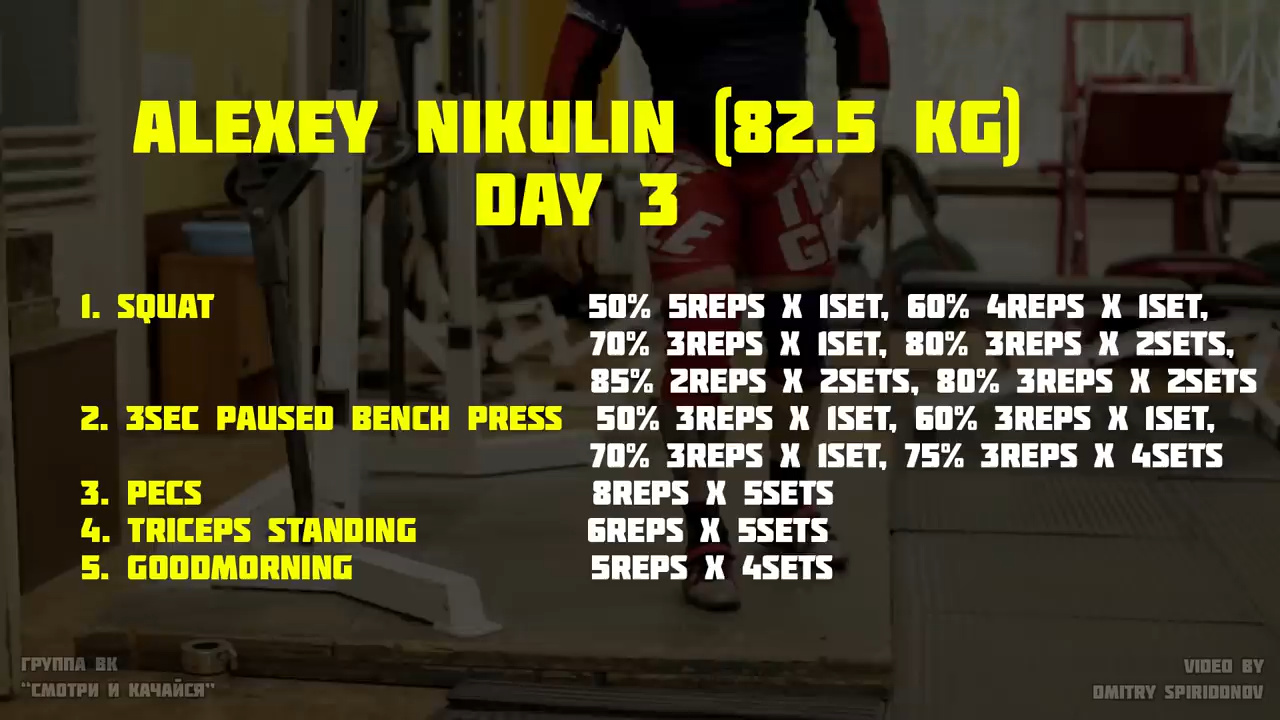 ALEXEY NIKULIN (82.5 KG)
DAY 3
1. SQUAT 50% 5REPS X 1SET, 60% 4REPS X 1SET,
70% 3REPS X 1SET, 80% 3REPS X 2SETS,
85% 2REPS X 2SETS, 80% 3REPS X 2SETS
2. 3SEC PAUSED BENCH PRESS 50% 3REPS X 1SET, 60% 3REPS X 1SET,
70% 3REPS X 1SET, 75% 3REPS X 4SETS
3. PECS 8REPS X 5SETS
4. TRICEPS STANDING 6REPS X 5SETS
5. GOODMORNING 5REPS X 4SETS
ГРУППА ВК
"СМОТРИ И КАЧАЙСЯ"
VIDEO BY
DMITRY SPIRIDONOV